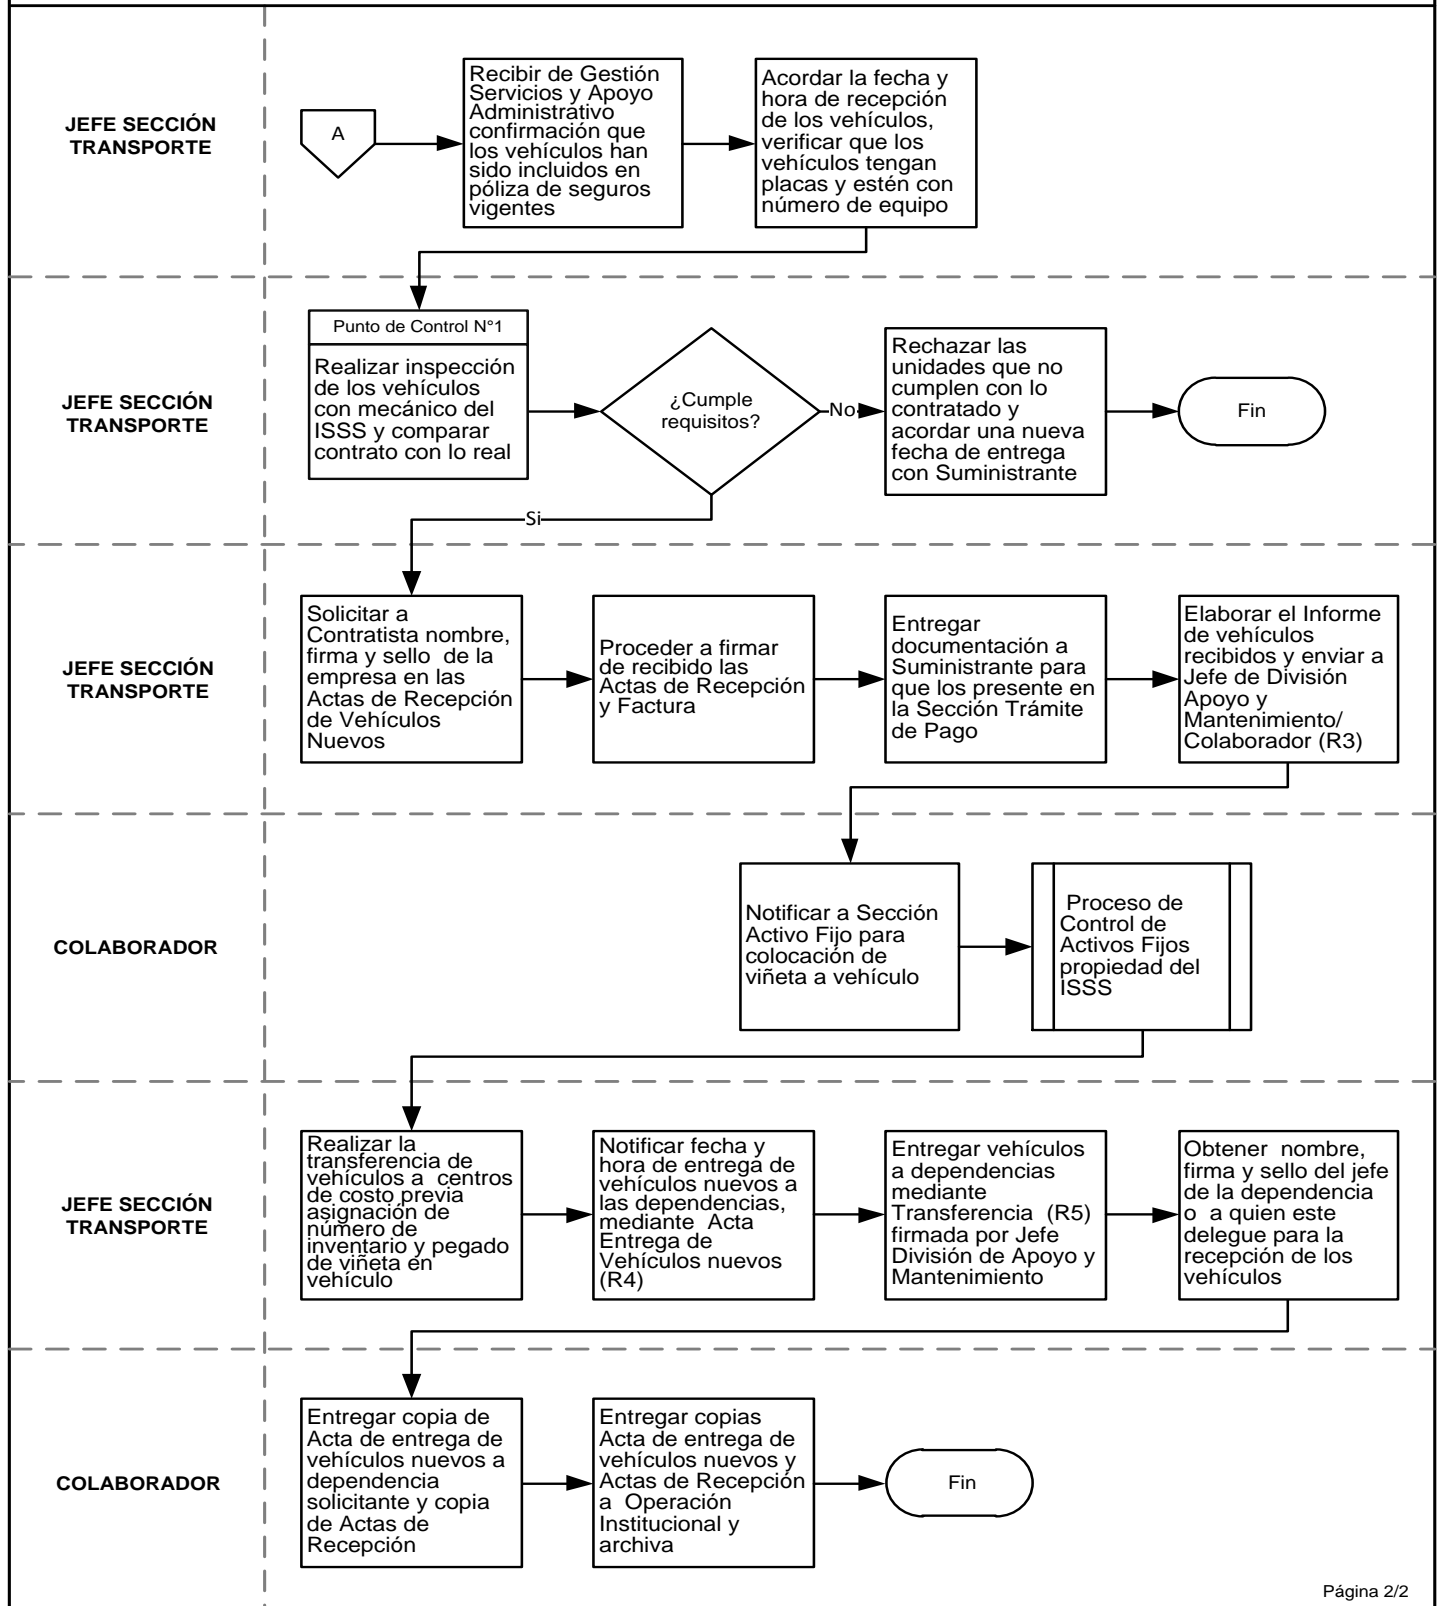 JEFE SECCIÓN
TRANSPORTE
A
Recibir de Gestión
Servicios y Apoyo
Administrativo
confirmación que
los vehículos han
sido incluidos en
póliza de seguros
vigentes
Acordar la fecha y
hora de recepción
de los vehículos,
verificar que los
vehículos tengan
placas y estén con
número de equipo
JEFE SECCIÓN
TRANSPORTE
Punto de Control N°1
Realizar inspección
de los vehículos
con mecánico del
ISSS y comparar
contrato con lo real
¿Cumple
requisitos?
No
Rechazar las
unidades que no
cumplen con lo
contratado y
acordar una nueva
fecha de entrega
con Suministrante
Fin
Si
JEFE SECCIÓN
TRANSPORTE
Solicitar a
Contratista nombre,
firma y sello de la
empresa en las
Actas de Recepción
de Vehículos
Nuevos
Proceder a firmar
de recibido las
Actas de Recepción
y Factura
Entregar
documentación a
Suministrante para
que los presente en
la Sección Trámite
de Pago
Elaborar el Informe
de vehículos
recibidos y enviar a
Jefe de División
Apoyo y
Mantenimiento/
Colaborador (R3)
COLABORADOR
Notificar a Sección
Activo Fijo para
colocación de
viñeta a vehículo
Proceso de
Control de
Activos Fijos
propiedad del
ISSS
JEFE SECCIÓN
TRANSPORTE
Realizar la
transferencia de
vehículos a centros
de costo previa
asignación de
número de
inventario y pegado
de viñeta en
vehículo
Notificar fecha y
hora de entrega de
vehículos nuevos a
las dependencias,
mediante Acta
Entrega de
Vehículos nuevos
(R4)
Entregar vehículos
a dependencias
mediante
Transferencia (R5)
firmada por Jefe
División de Apoyo y
Mantenimiento
Obtener nombre,
firma y sello del jefe
de la dependencia
o a quien este
delegue para la
recepción de los
vehículos
COLABORADOR
Entregar copia de
Acta de entrega de
vehículos nuevos a
dependencia
solicitante y copia
de Actas de
Recepción
Entregar copias
Acta de entrega de
vehículos nuevos y
Actas de Recepción
a Operación
Institucional y
archiva
Fin
Página 2/2